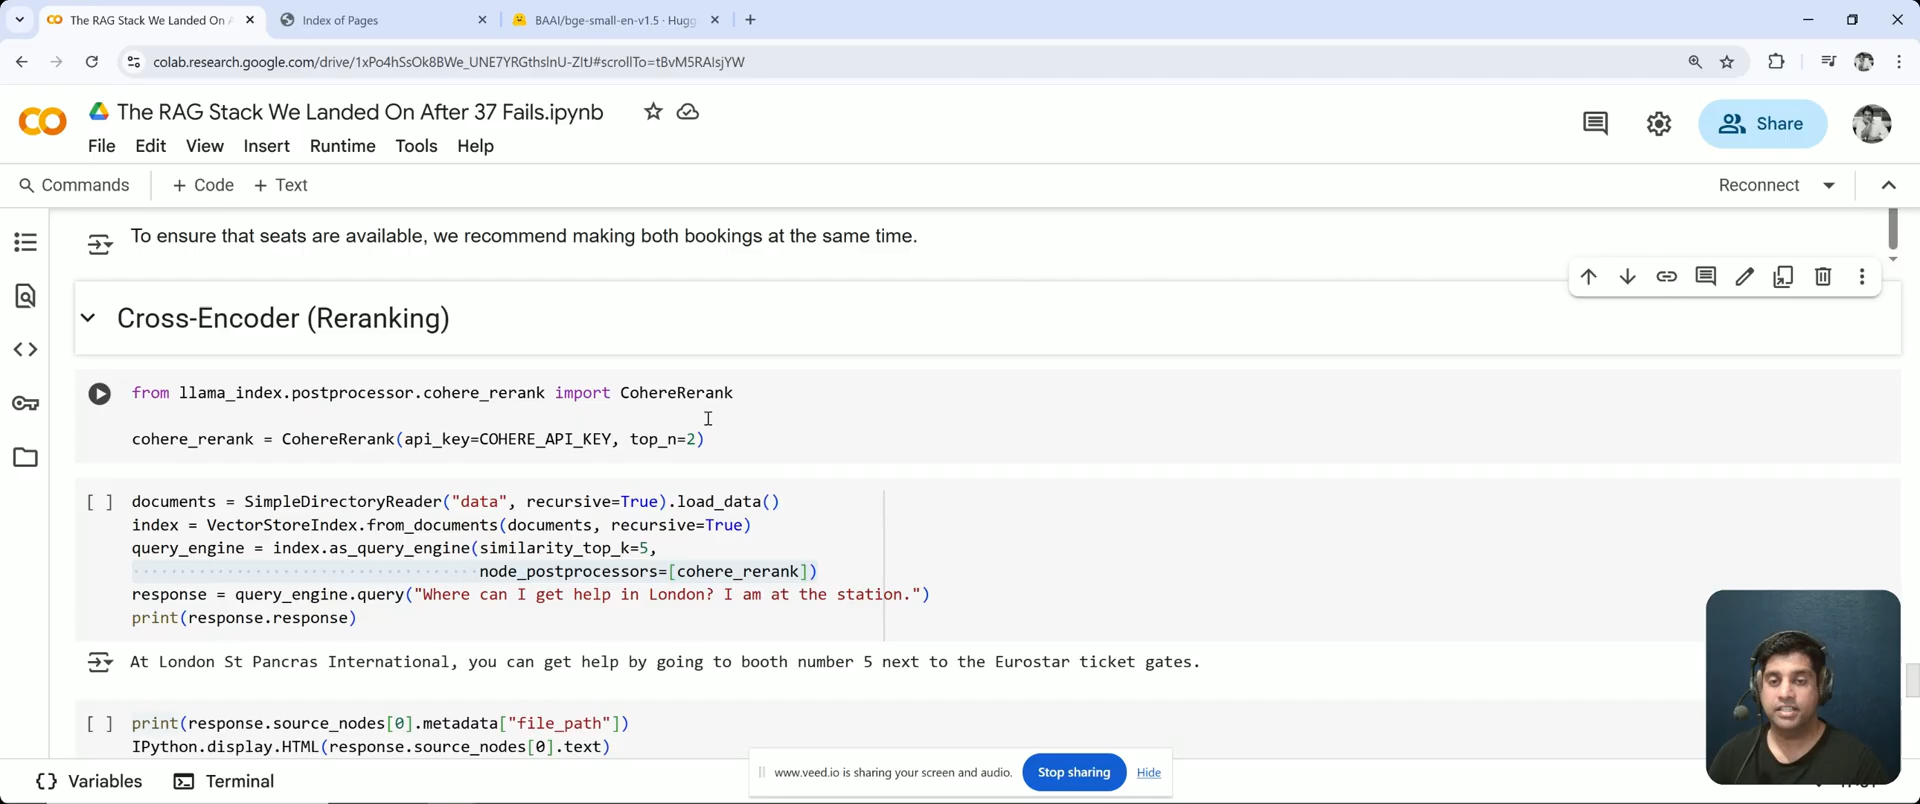 The RAG Stack We Landed On A
Index of Pages
BAAI/bge-small-en-v1.5 · Hugg
colab.research.google.com/drive/1xPo4hSsOk8BWe_UNE7YRGthsInU-ZItJ#scrollTo=tBvM5RAIsjYW
The RAG Stack We Landed On After 37 Fails.ipynb
Share
File Edit View Insert Runtime Tools Help
Commands + Code + Text Reconnect
To ensure that seats are available, we recommend making both bookings at the same time.
Cross-Encoder (Reranking)
from llama_index.postprocessor.cohere_rerank import CohereRerank
cohere_rerank = CohereRerank(api_key=COHERE_API_KEY, top_n=2)
[ ] documents = SimpleDirectoryReader("data", recursive=True).load_data()
index = VectorStoreIndex.from_documents(documents, recursive=True)
query_engine = index.as_query_engine(similarity_top_k=5,
node_postprocessors=[cohere_rerank])
response = query_engine.query("Where can I get help in London? I am at the station.")
print(response.response)
At London St Pancras International, you can get help by going to booth number 5 next to the Eurostar ticket gates.
[ ] print(response.source_nodes[0].metadata["file_path"])
IPython.display.HTML(response.source_nodes[0].text)
www.veed.io is sharing your screen and audio. Stop sharing Hide
{} Variables Terminal